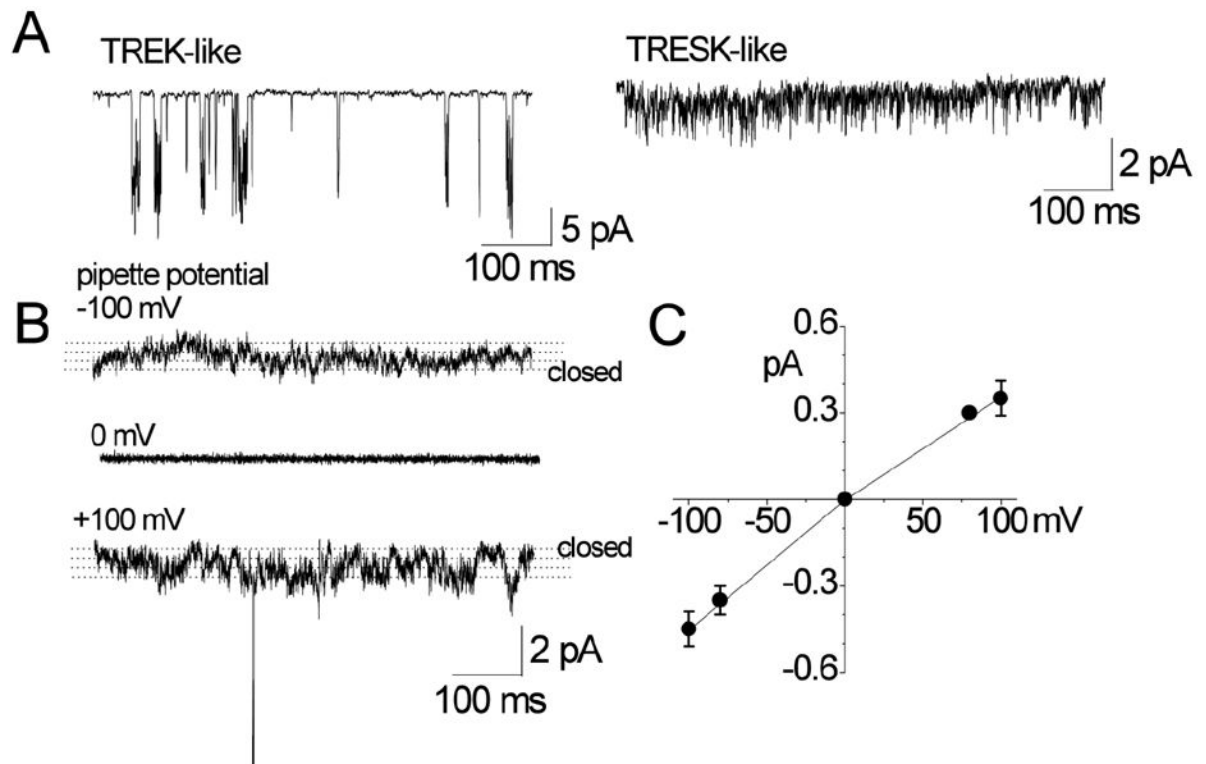 A
TREK-like
TRESK-like
5 pA
100 ms
2 pA
100 ms
pipette potential
B
-100 mV
closed
0 mV
+100 mV
closed
2 pA
100 ms
C
0.6
pA
0.3
-100 -50 50 100 mV
-0.3
-0.6